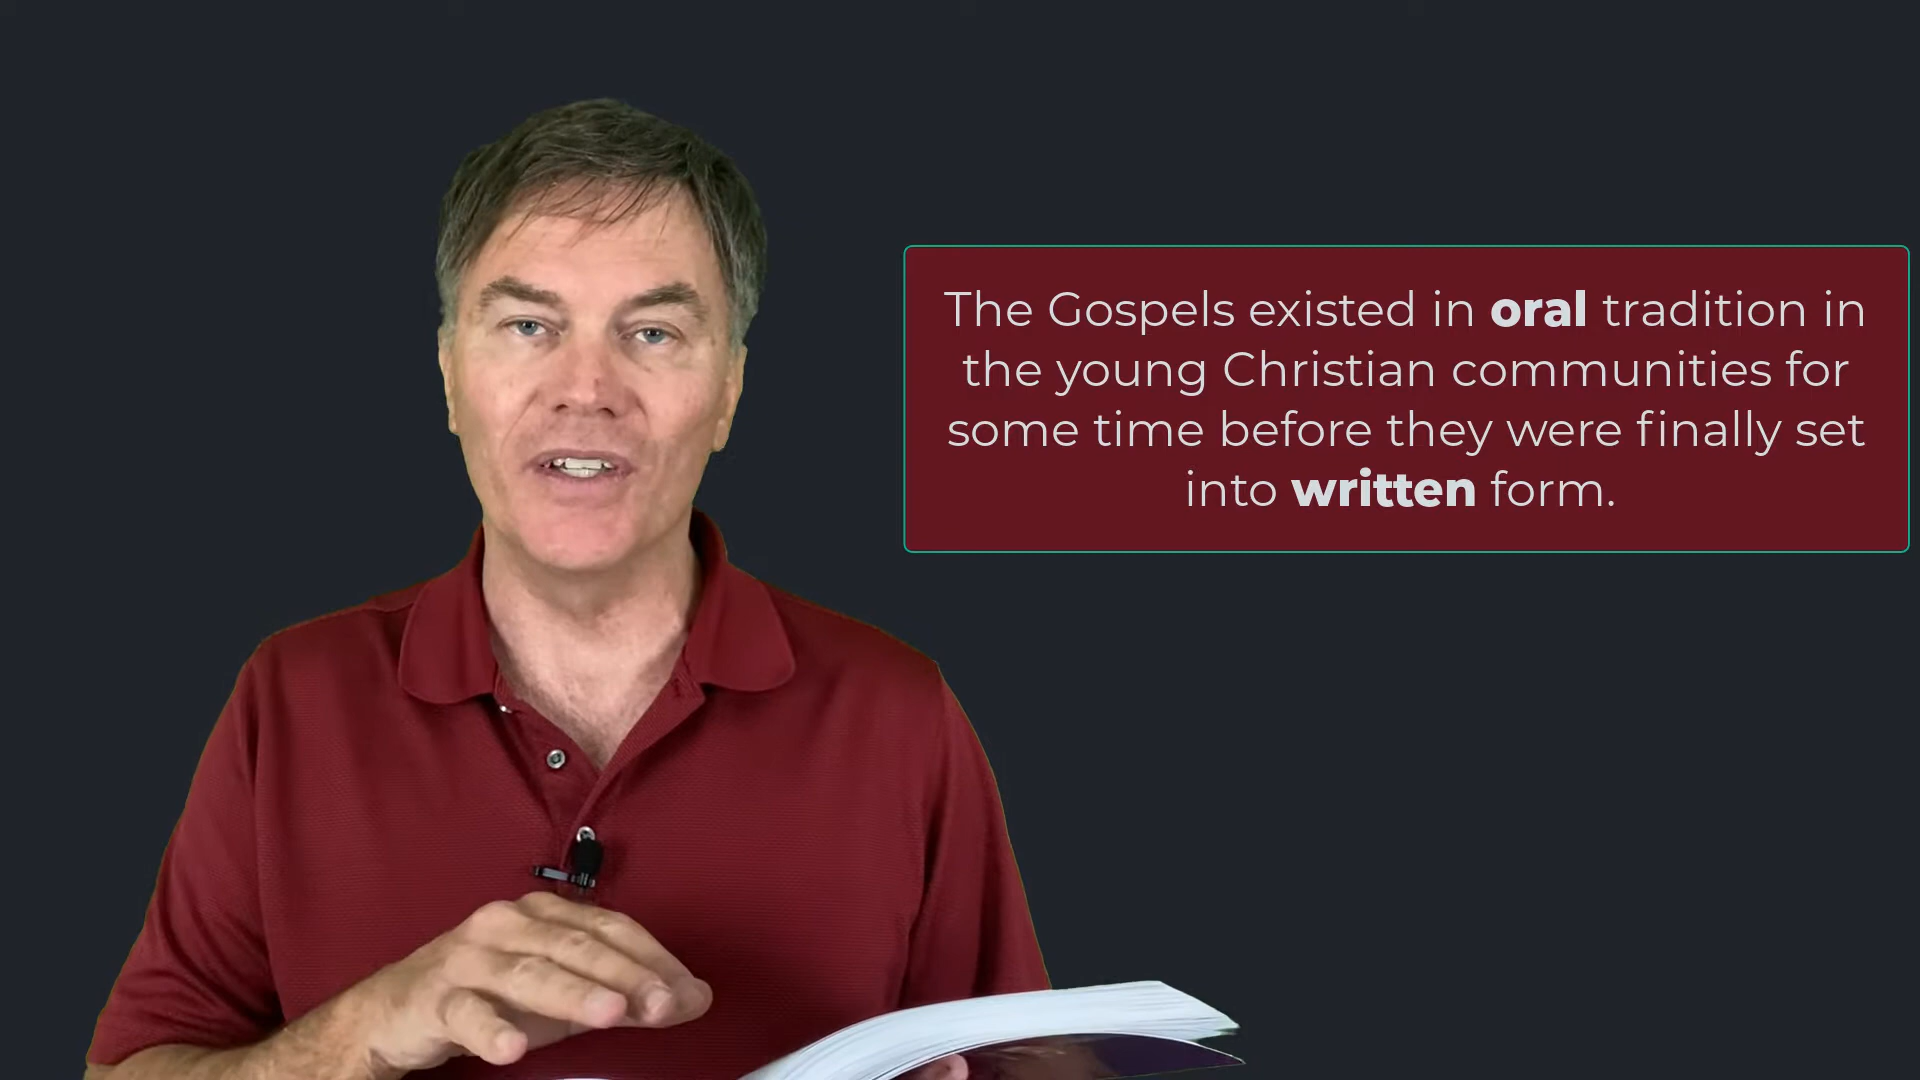 The Gospels existed in oral tradition in
the young Christian communities for
some time before they were finally set
into written form.